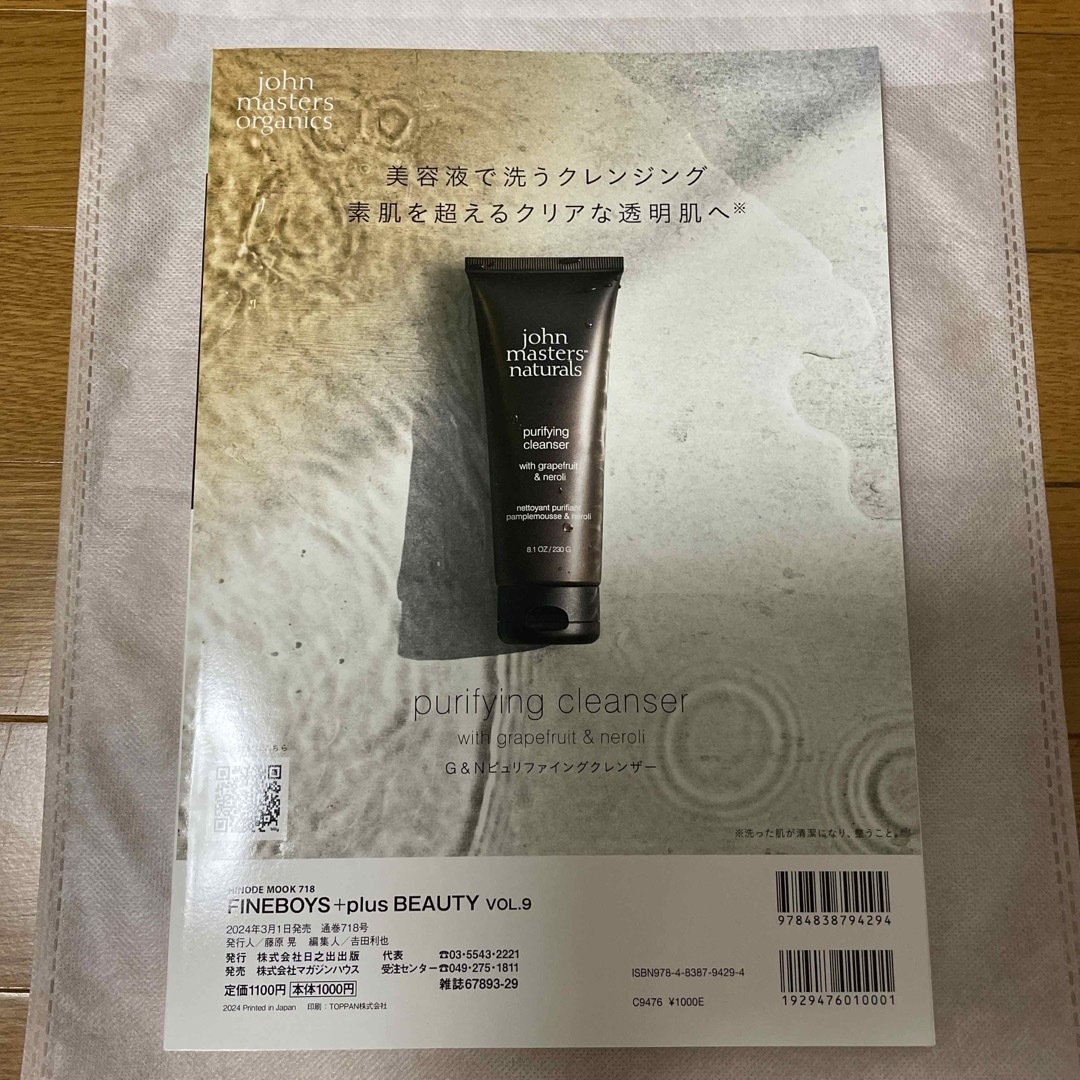 john
masters
organics
美容液で洗うクレンジング
素肌を超えるクリアな透明肌へ※
john
masters™
naturals
purifying
cleanser
with grapefruit
& neroli
nettoyant purifiant
pamplemousse & neroli
8.1 OZ/230 G
purifying cleanser
with grapefruit & neroli
G&Nピュリファイングクレンザー
こちら
※洗った肌が清潔になり、整うこと。
HINODE MOOK 718
FINEBOYS+plus BEAUTY VOL.9
2024年3月1日発売 通巻718号
発行人/藤原 晃 編集人/吉田利也
発行 株式会社日之出出版 代表 ☎03・5543・2221
発売 株式会社マガジンハウス 受注センター☎049・275・1811
定価1100円 本体1000円 雑誌67893-29
2024 Printed in Japan 印刷:TOPPAN株式会社
9784838794294
ISBN978-4-8387-9429-4
C9476 ¥1000E
1929476010001